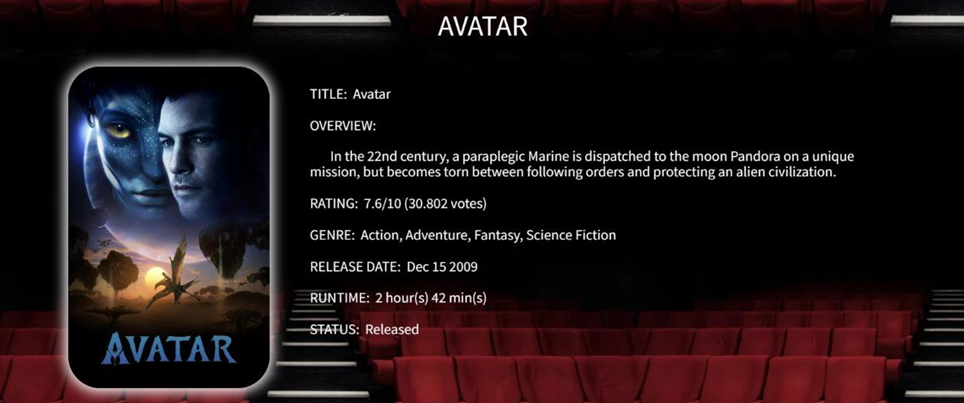 AVATAR
TITLE: Avatar
OVERVIEW:
In the 22nd century, a paraplegic Marine is dispatched to the moon Pandora on a unique
mission, but becomes torn between following orders and protecting an alien civilization.
RATING: 7.6/10 (30.802 votes)
GENRE: Action, Adventure, Fantasy, Science Fiction
RELEASE DATE: Dec 15 2009
RUNTIME: 2 hour(s) 42 min(s)
STATUS: Released
AVATAR